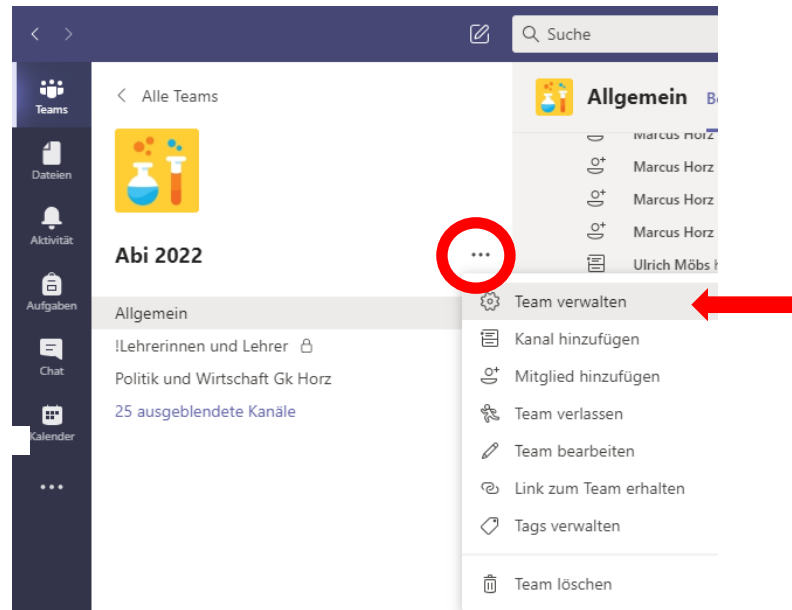 Suche
Teams
Dateien
Aktivität
Aufgaben
Chat
Kalender
Alle Teams
Abi 2022
Allgemein
!Lehrerinnen und Lehrer
Politik und Wirtschaft Gk Horz
25 ausgeblendete Kanäle
Allgemein
Marcus Horz
Marcus Horz
Marcus Horz
Marcus Horz
Ulrich Möbs
Team verwalten
Kanal hinzufügen
Mitglied hinzufügen
Team verlassen
Team bearbeiten
Link zum Team erhalten
Tags verwalten
Team löschen